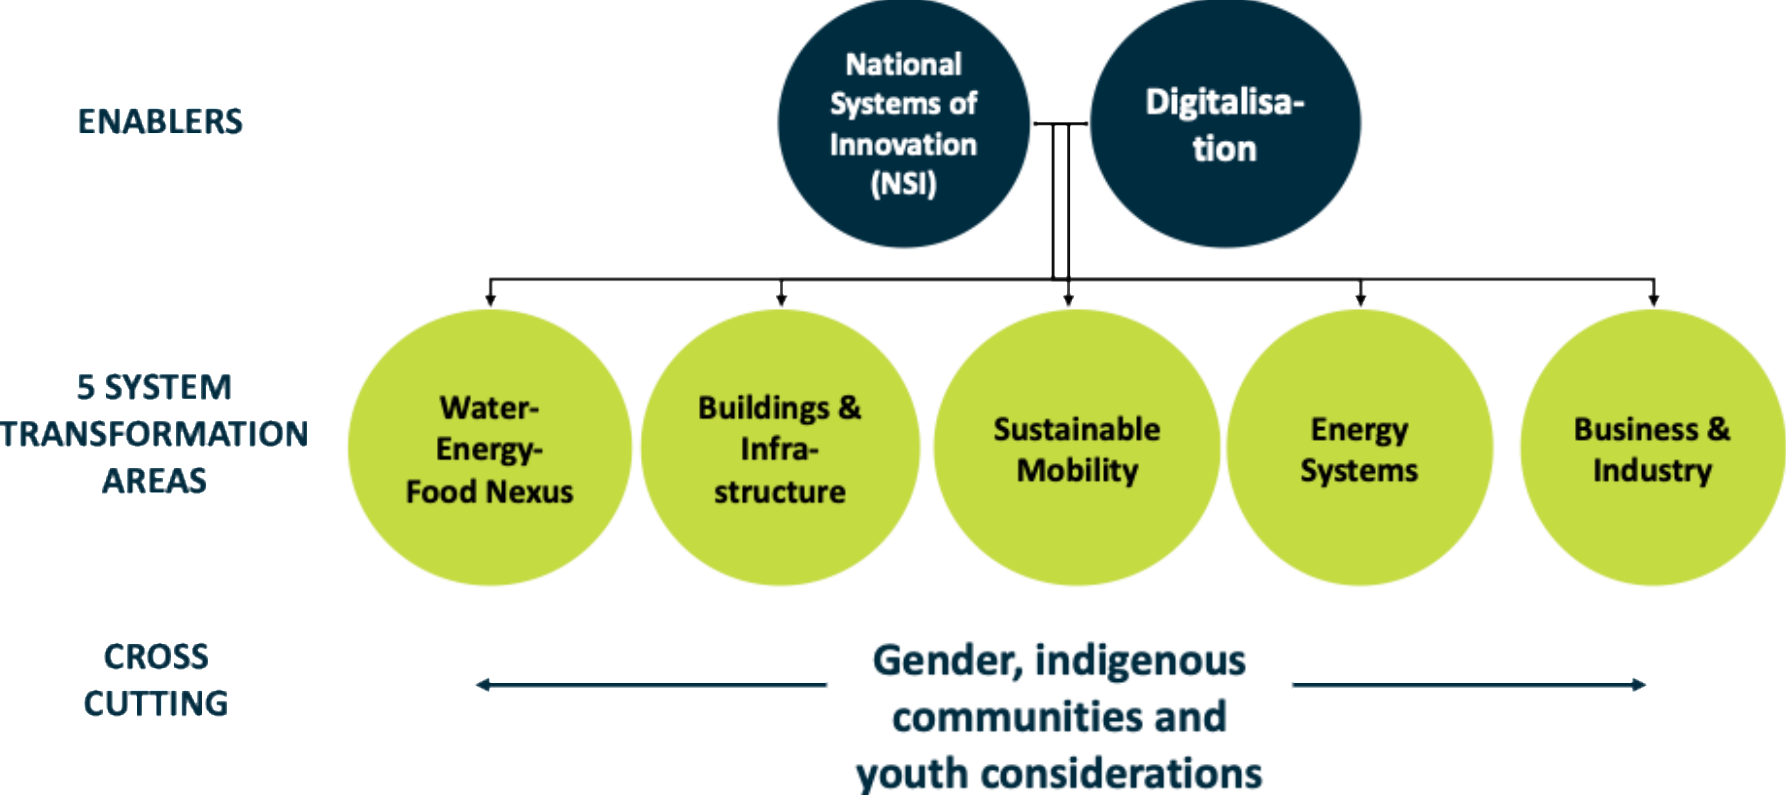 ENABLERS
National
Systems of
Innovation
(NSI)
Digitalisa-
tion
5 SYSTEM
TRANSFORMATION
AREAS
Water-
Energy-
Food Nexus
Buildings &
Infra-
structure
Sustainable
Mobility
Energy
Systems
Business &
Industry
CROSS
CUTTING
Gender, indigenous
communities and
youth considerations